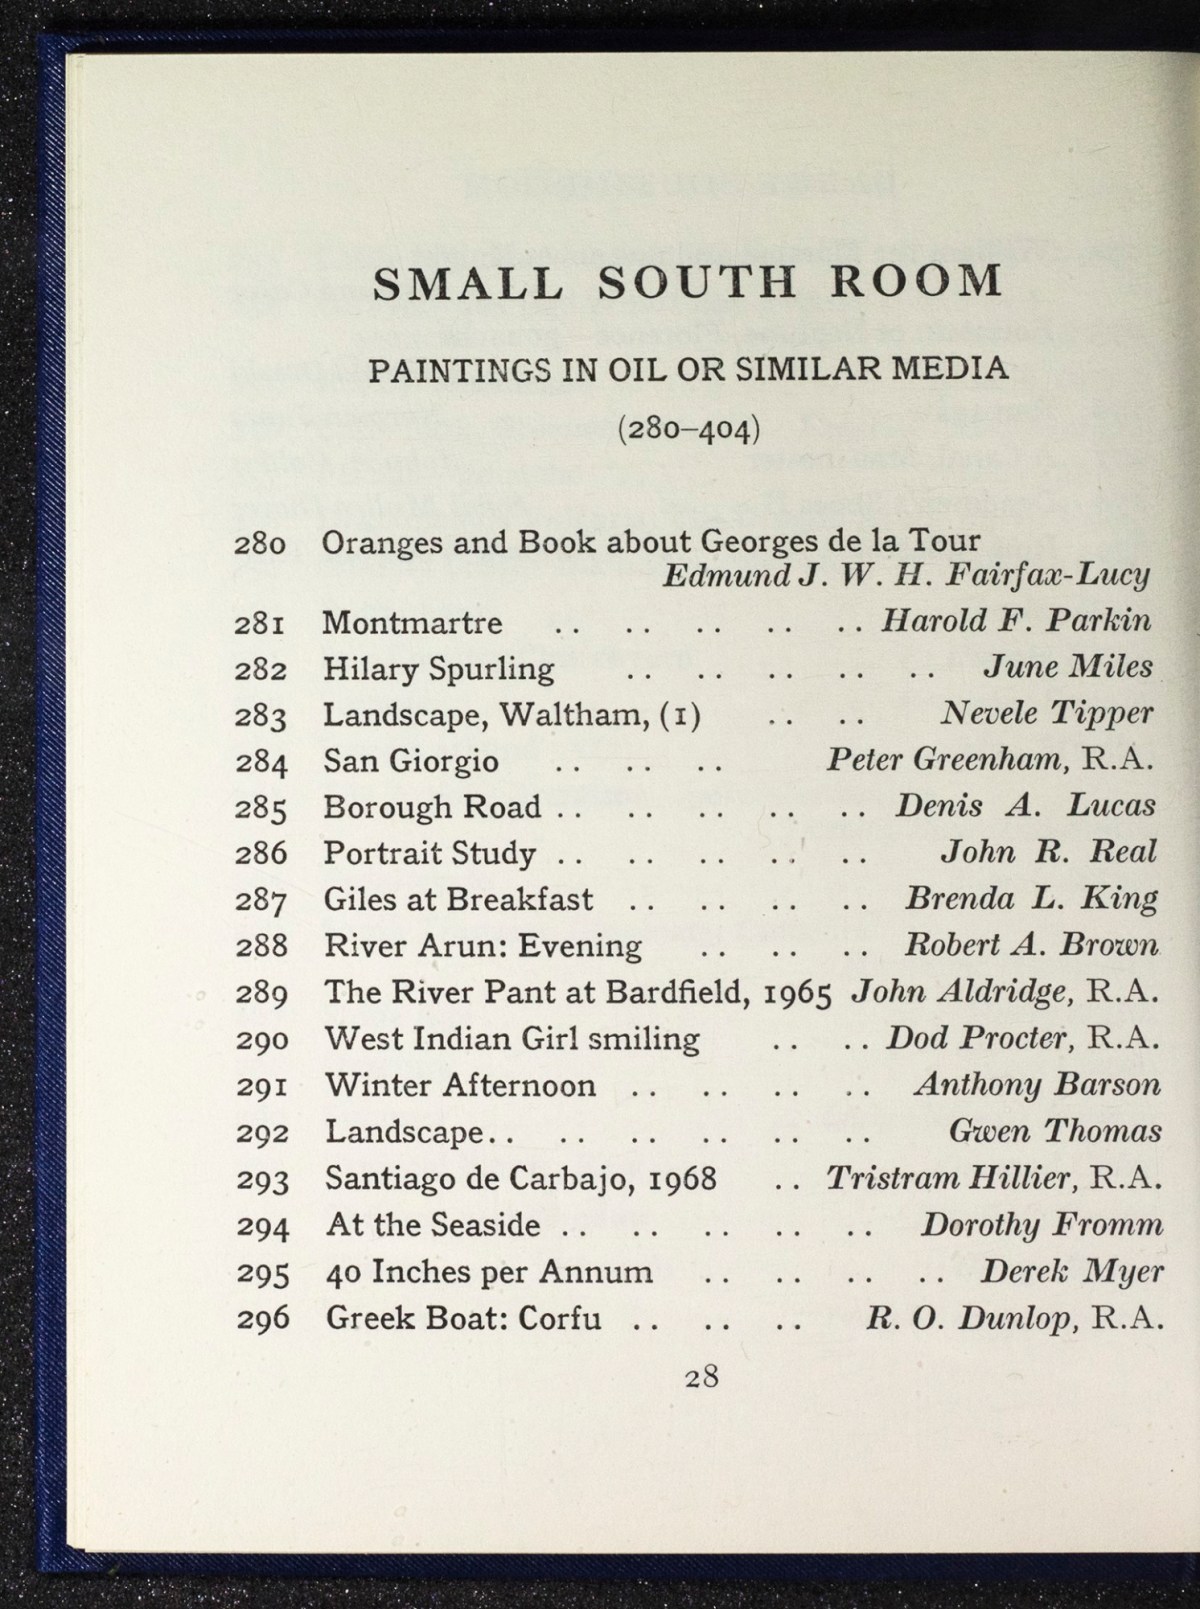 SMALL SOUTH ROOM
PAINTINGS IN OIL OR SIMILAR MEDIA
(280–404)
280 Oranges and Book about Georges de la Tour
Edmund J. W. H. Fairfax-Lucy
281 Montmartre .. .. .. .. .. Harold F. Parkin
282 Hilary Spurling .. .. .. .. .. June Miles
283 Landscape, Waltham, (1) .. .. Nevele Tipper
284 San Giorgio .. .. .. Peter Greenham, R.A.
285 Borough Road .. .. .. .. .. Denis A. Lucas
286 Portrait Study .. .. .. .. .. John R. Real
287 Giles at Breakfast .. .. .. .. Brenda L. King
288 River Arun: Evening .. .. .. Robert A. Brown
289 The River Pant at Bardfield, 1965 John Aldridge, R.A.
290 West Indian Girl smiling .. .. Dod Procter, R.A.
291 Winter Afternoon .. .. .. .. Anthony Barson
292 Landscape .. .. .. .. .. .. Gwen Thomas
293 Santiago de Carbajo, 1968 .. Tristram Hillier, R.A.
294 At the Seaside .. .. .. .. .. Dorothy Fromm
295 40 Inches per Annum .. .. .. .. Derek Myer
296 Greek Boat: Corfu .. .. .. R. O. Dunlop, R.A.
28